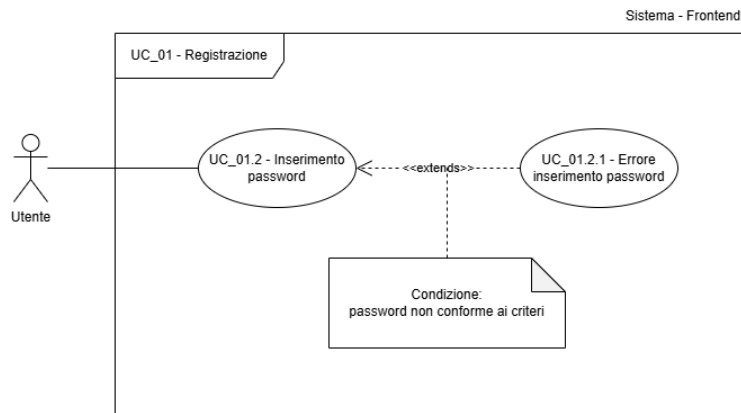 Sistema - Frontend
UC_01 - Registrazione
UC_01.2 - Inserimento
password
<<extends>>
UC_01.2.1 - Errore
inserimento password
Utente
Condizione:
password non conforme ai criteri